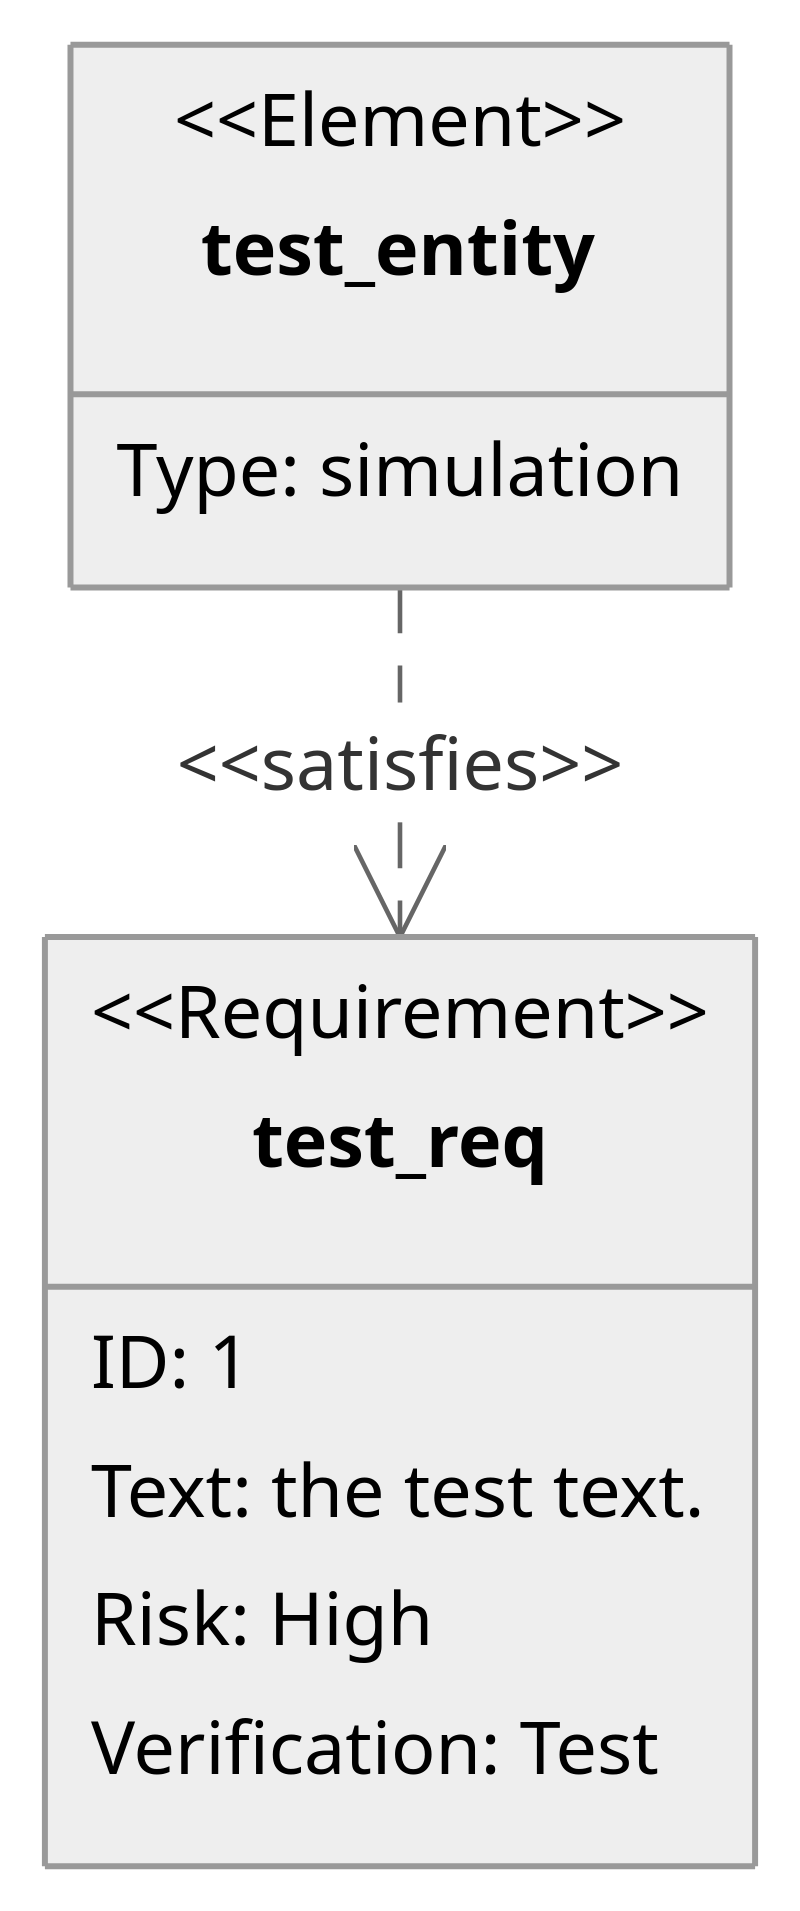 <<Element>>
test_entity
Type: simulation
<<satisfies>>
<<Requirement>>
test_req
ID: 1
Text: the test text.
Risk: High
Verification: Test